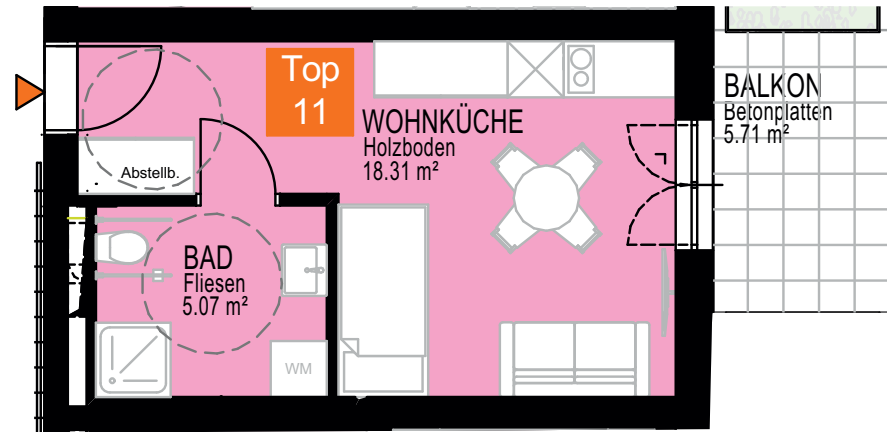 Top
11
WOHNKÜCHE
Holzboden
18.31 m²
BALKON
Betonplatten
5.71 m²
Abstellb.
BAD
Fliesen
5.07 m²
WM